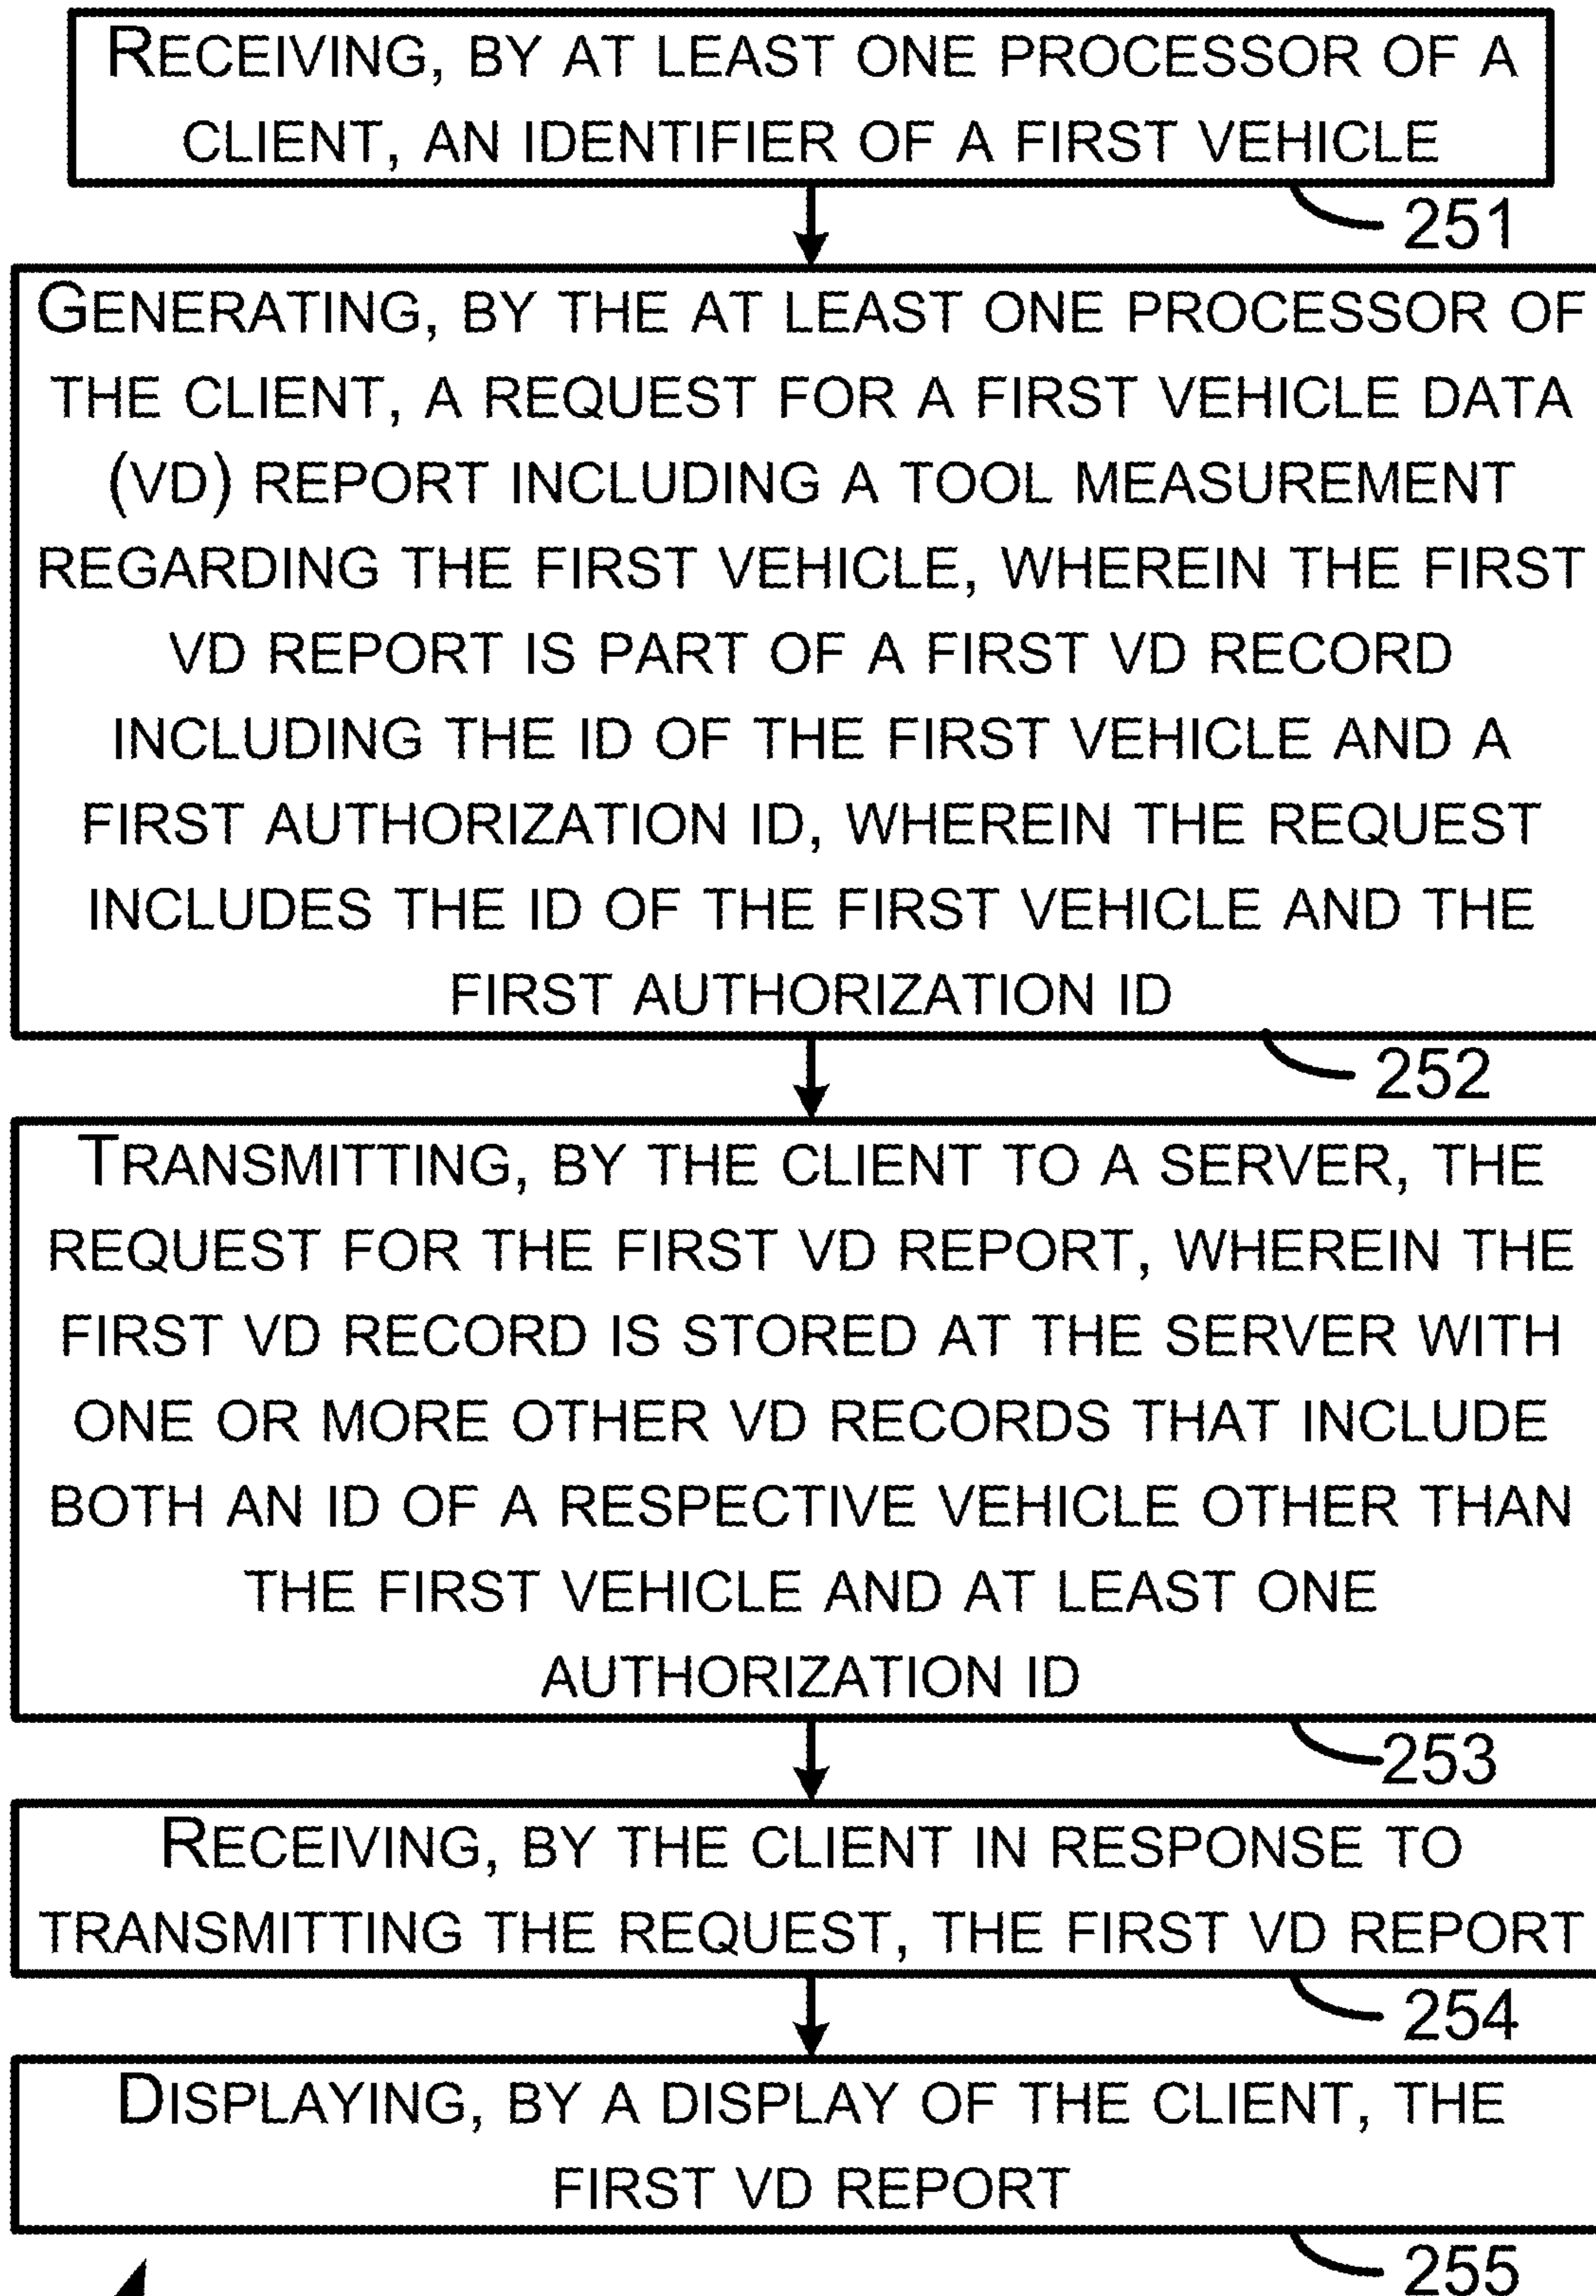 RECEIVING, BY AT LEAST ONE PROCESSOR OF A
CLIENT, AN IDENTIFIER OF A FIRST VEHICLE
251
GENERATING, BY THE AT LEAST ONE PROCESSOR OF
THE CLIENT, A REQUEST FOR A FIRST VEHICLE DATA
(VD) REPORT INCLUDING A TOOL MEASUREMENT
REGARDING THE FIRST VEHICLE, WHEREIN THE FIRST
VD REPORT IS PART OF A FIRST VD RECORD
INCLUDING THE ID OF THE FIRST VEHICLE AND A
FIRST AUTHORIZATION ID, WHEREIN THE REQUEST
INCLUDES THE ID OF THE FIRST VEHICLE AND THE
FIRST AUTHORIZATION ID
252
TRANSMITTING, BY THE CLIENT TO A SERVER, THE
REQUEST FOR THE FIRST VD REPORT, WHEREIN THE
FIRST VD RECORD IS STORED AT THE SERVER WITH
ONE OR MORE OTHER VD RECORDS THAT INCLUDE
BOTH AN ID OF A RESPECTIVE VEHICLE OTHER THAN
THE FIRST VEHICLE AND AT LEAST ONE
AUTHORIZATION ID
253
RECEIVING, BY THE CLIENT IN RESPONSE TO
TRANSMITTING THE REQUEST, THE FIRST VD REPORT
254
DISPLAYING, BY A DISPLAY OF THE CLIENT, THE
FIRST VD REPORT
255